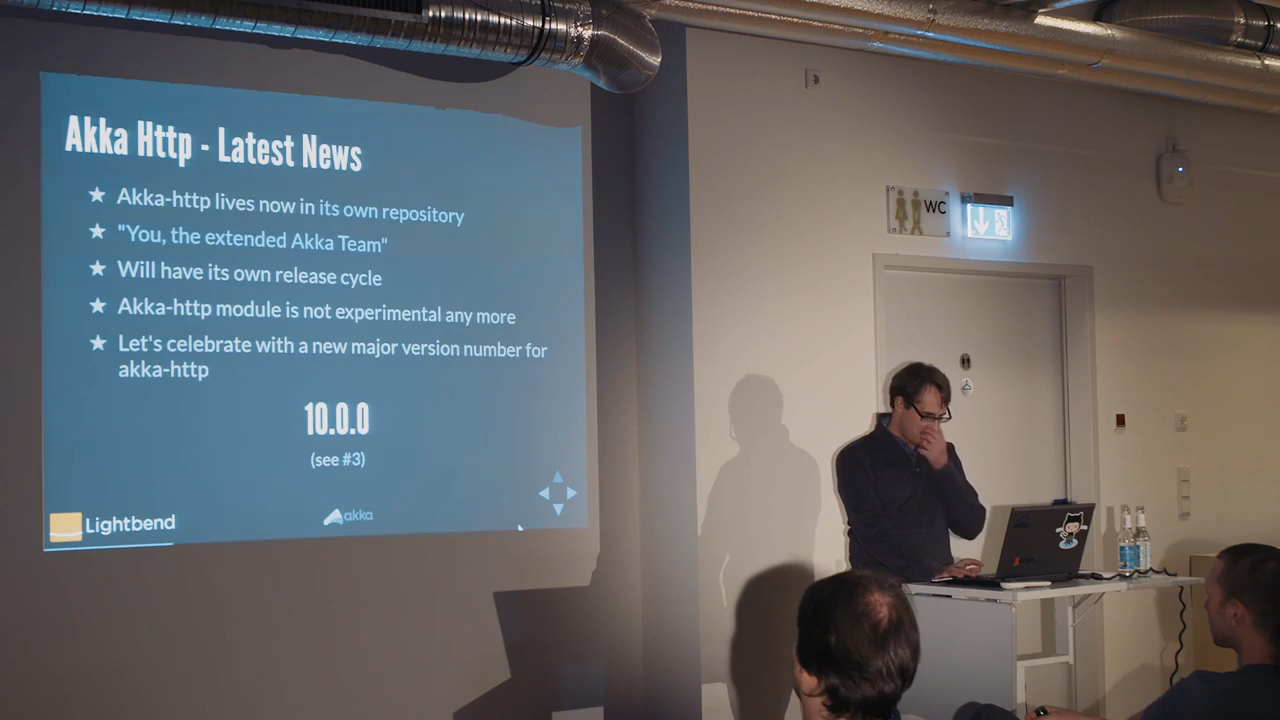 Akka Http - Latest News
Akka-http lives now in its own repository
"You, the extended Akka Team"
Will have its own release cycle
Akka-http module is not experimental any more
Let's celebrate with a new major version number for
akka-http
10.0.0
(see #3)
Lightbend
akka
WC